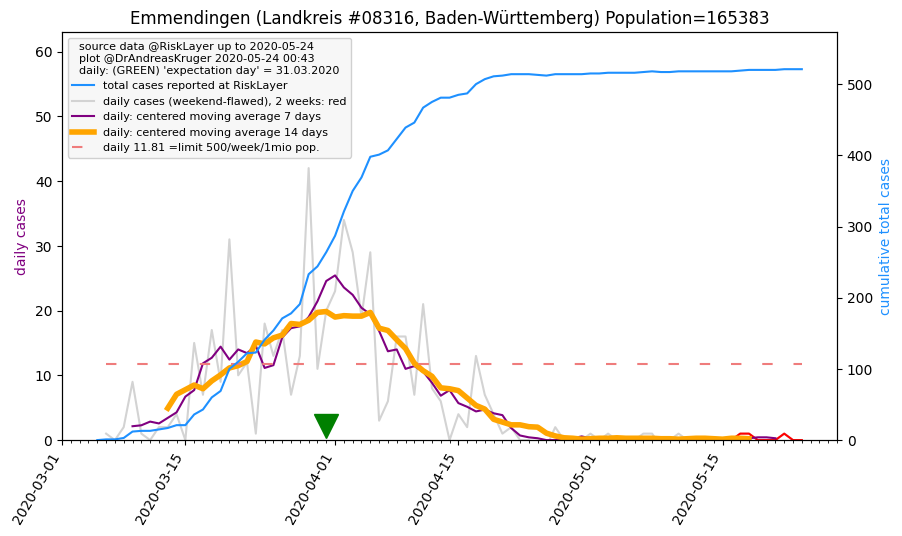 Emmendingen (Landkreis #08316, Baden-Württemberg) Population=165383
source data @RiskLayer up to 2020-05-24
plot @DrAndreasKruger 2020-05-24 00:43
daily: (GREEN) 'expectation day' = 31.03.2020
total cases reported at RiskLayer
daily cases (weekend-flawed), 2 weeks: red
daily: centered moving average 7 days
daily: centered moving average 14 days
daily 11.81 =limit 500/week/1mio pop.
daily cases
60
50
40
30
20
10
0
cumulative total cases
500
400
300
200
100
0
2020-03-01
2020-03-15
2020-04-01
2020-04-15
2020-05-01
2020-05-15